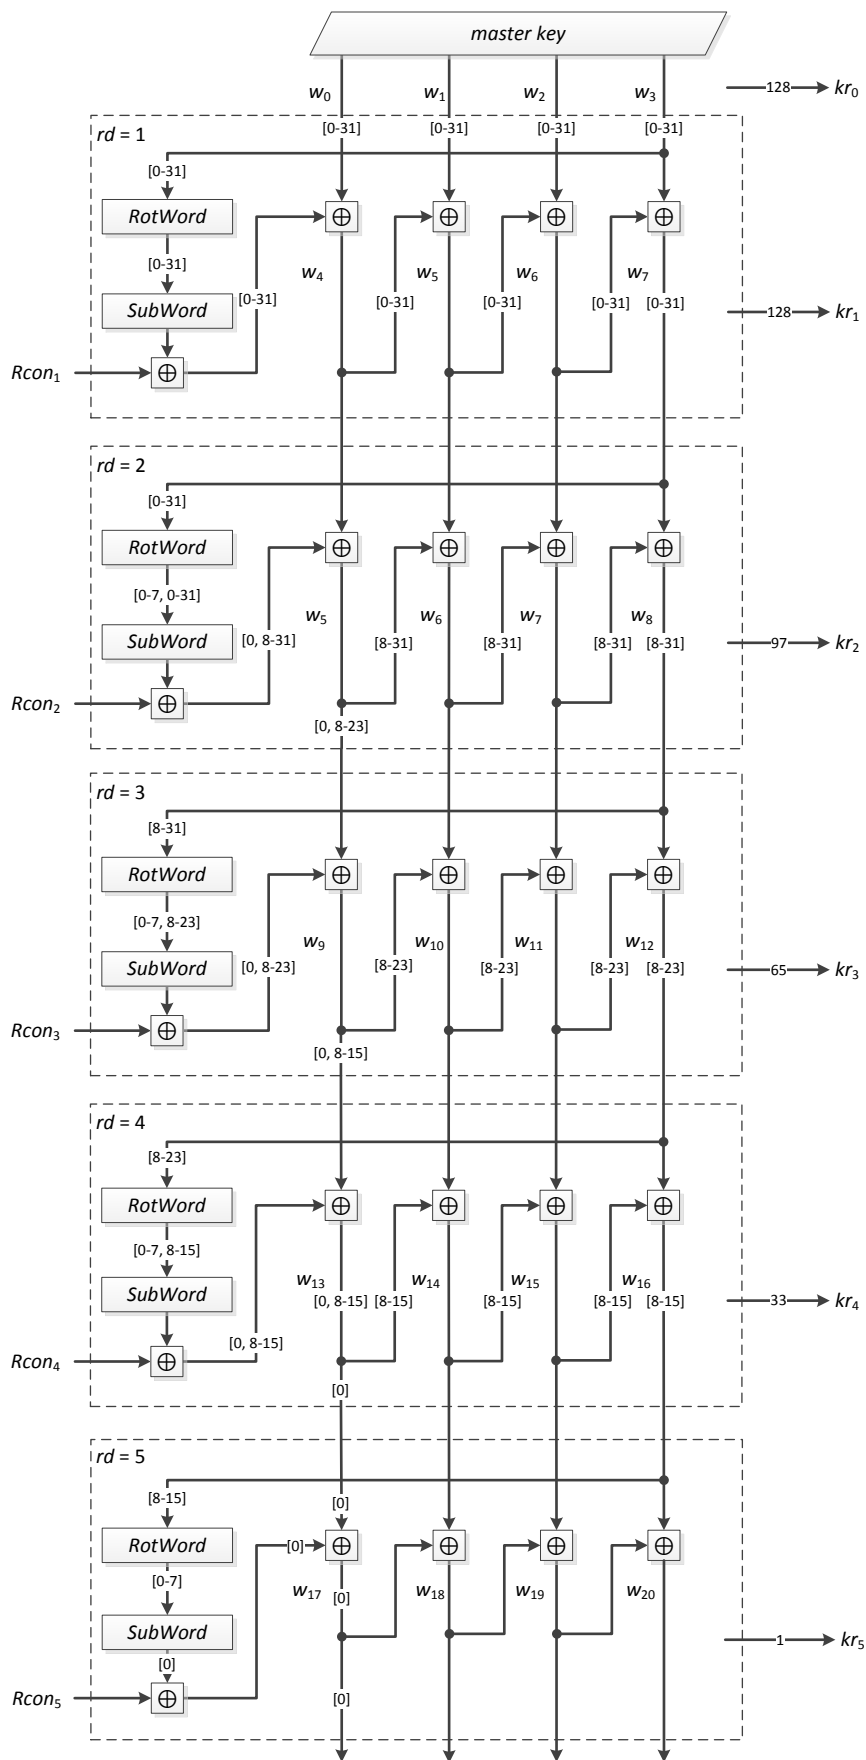 master key
w0 w1 w2 w3
128 kr0
[0-31] [0-31] [0-31] [0-31]
rd = 1
[0-31]
RotWord
[0-31]
w4 w5 w6 w7
[0-31] [0-31] [0-31] [0-31] [0-31]
SubWord
128 kr1
Rcon1
rd = 2
[0-31]
RotWord
[0-7, 0-31]
w5 w6 w7 w8
SubWord
[0, 8-31] [8-31] [8-31] [8-31] [8-31]
97 kr2
Rcon2
[0, 8-23]
rd = 3
[8-31]
RotWord
[0-7, 8-23]
w9 w10 w11 w12
SubWord
[0, 8-23] [8-23] [8-23] [8-23] [8-23]
65 kr3
Rcon3
[0, 8-15]
rd = 4
[8-23]
RotWord
[0-7, 8-15]
w13 w14 w15 w16
SubWord
[0, 8-15] [8-15] [8-15] [8-15] [8-15]
33 kr4
[0, 8-15]
Rcon4
[0]
rd = 5
[8-15]
[0]
RotWord
[0]
[0-7]
w17 w18 w19 w20
[0]
SubWord
1 kr5
[0]
Rcon5
[0]